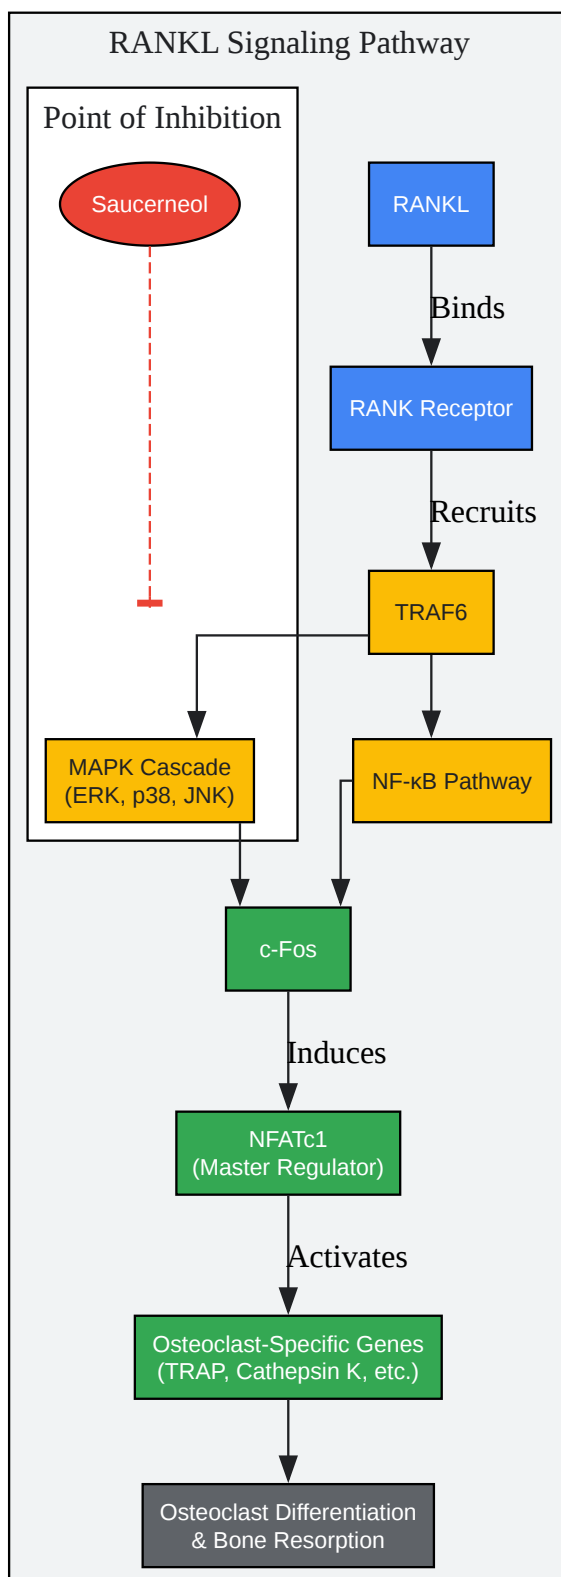 RANKL Signaling Pathway
Point of Inhibition
Saucerneol
RANKL
Binds
RANK Receptor
Recruits
TRAF6
MAPK Cascade
(ERK, p38, JNK)
NF-κB Pathway
c-Fos
Induces
NFATc1
(Master Regulator)
Activates
Osteoclast-Specific Genes
(TRAP, Cathepsin K, etc.)
Osteoclast Differentiation
& Bone Resorption